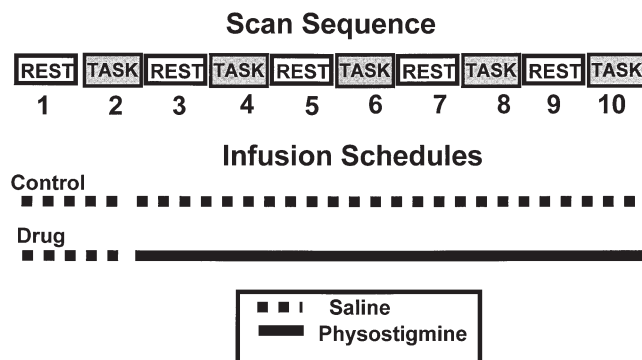 Scan Sequence
REST TASK REST TASK REST TASK REST TASK REST TASK
1 2 3 4 5 6 7 8 9 10
Infusion Schedules
Control
Drug
Saline
Physostigmine